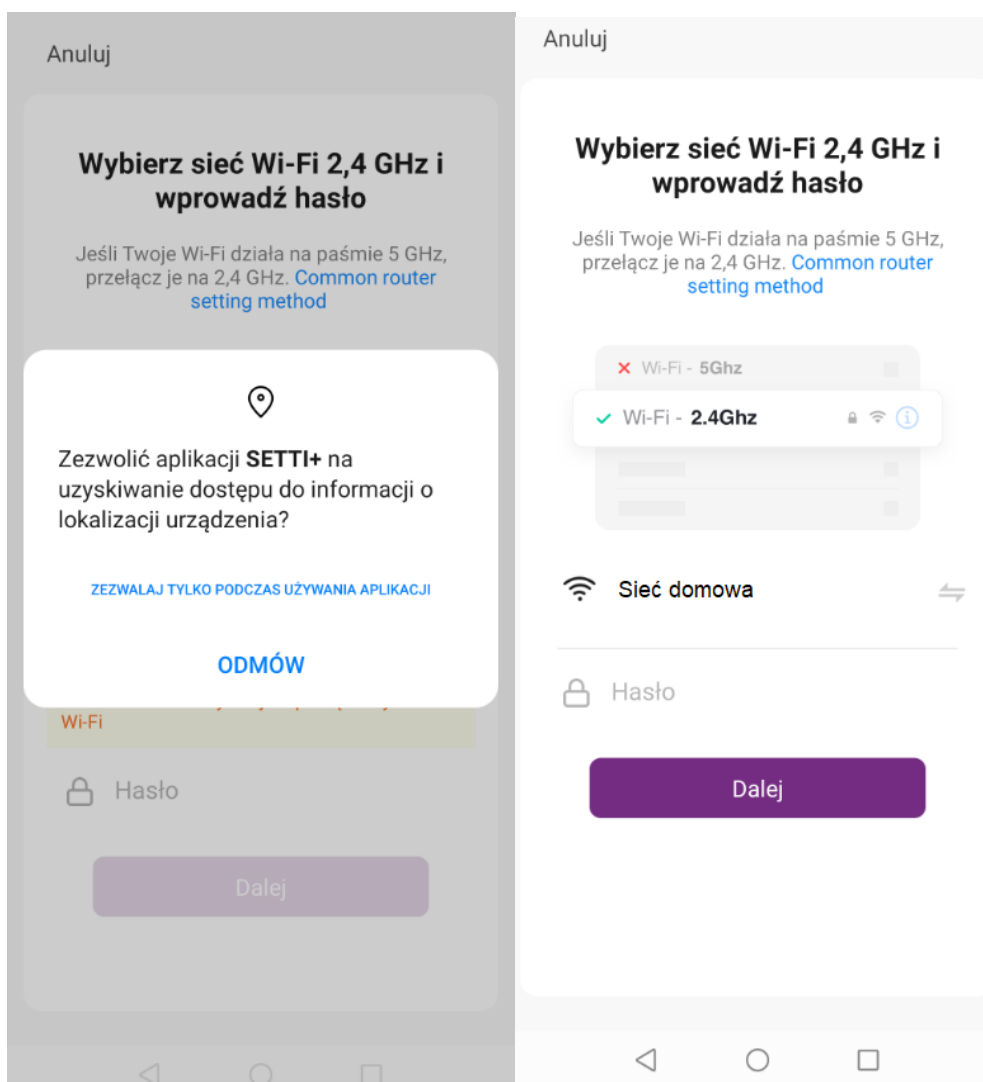 Anuluj
Wybierz sieć Wi-Fi 2,4 GHz i
wprowadź hasło
Jeśli Twoje Wi-Fi działa na paśmie 5 GHz,
przełącz je na 2,4 GHz. Common router
setting method
Zezwolić aplikacji SETTI+ na
uzyskiwanie dostępu do informacji o
lokalizacji urządzenia?
ZEZWALAJ TYLKO PODCZAS UŻYWANIA APLIKACJI
ODMÓW
Wi-Fi
Hasło
Dalej
Anuluj
Wybierz sieć Wi-Fi 2,4 GHz i
wprowadź hasło
Jeśli Twoje Wi-Fi działa na paśmie 5 GHz,
przełącz je na 2,4 GHz. Common router
setting method
Wi-Fi - 5Ghz
Wi-Fi - 2.4Ghz
Sieć domowa
Hasło
Dalej